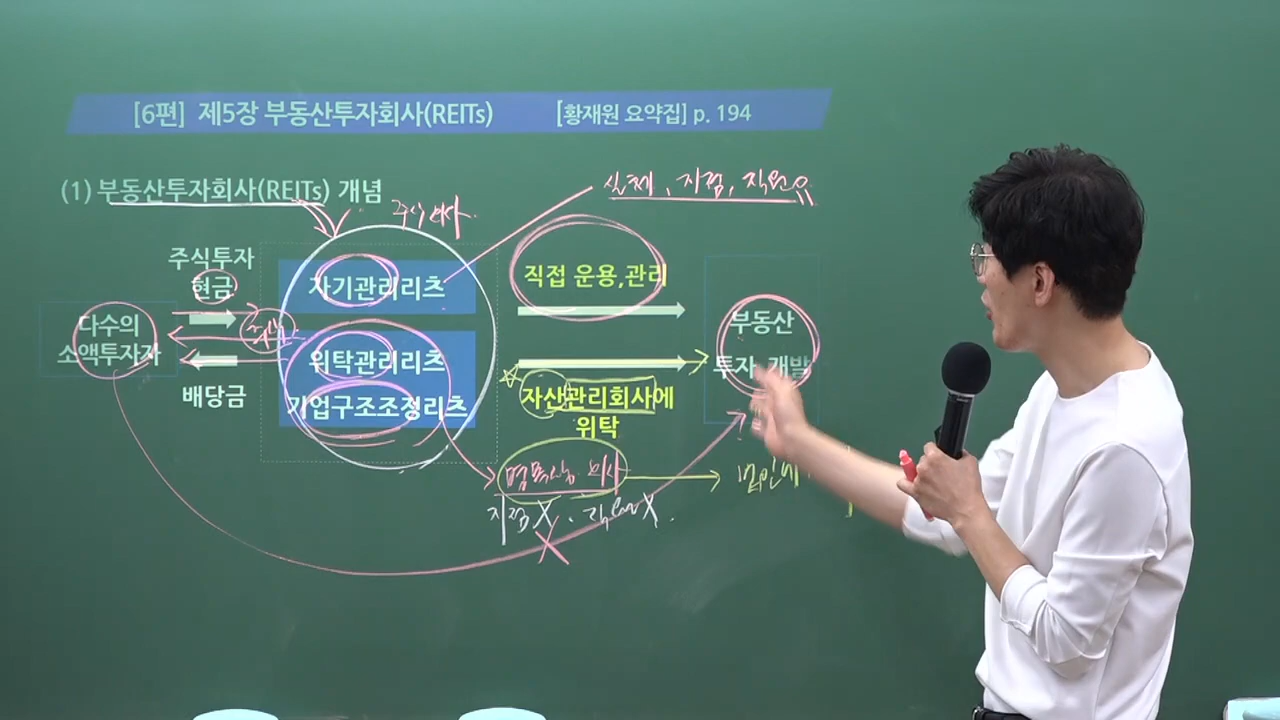 [6편] 제5장 부동산투자회사(REITs) [황재원 요약집] p. 194
(1) 부동산투자회사(REITs) 개념
실체, 지점, 직원
주식회사
주식투자
현금
다수의
소액투자자
배당금
자기관리리츠
위탁관리리츠
기업구조조정리츠
직접 운용,관리
자산관리회사에
위탁
부동산
투자 개발
명목상 회사
지점X. 직원X.
X